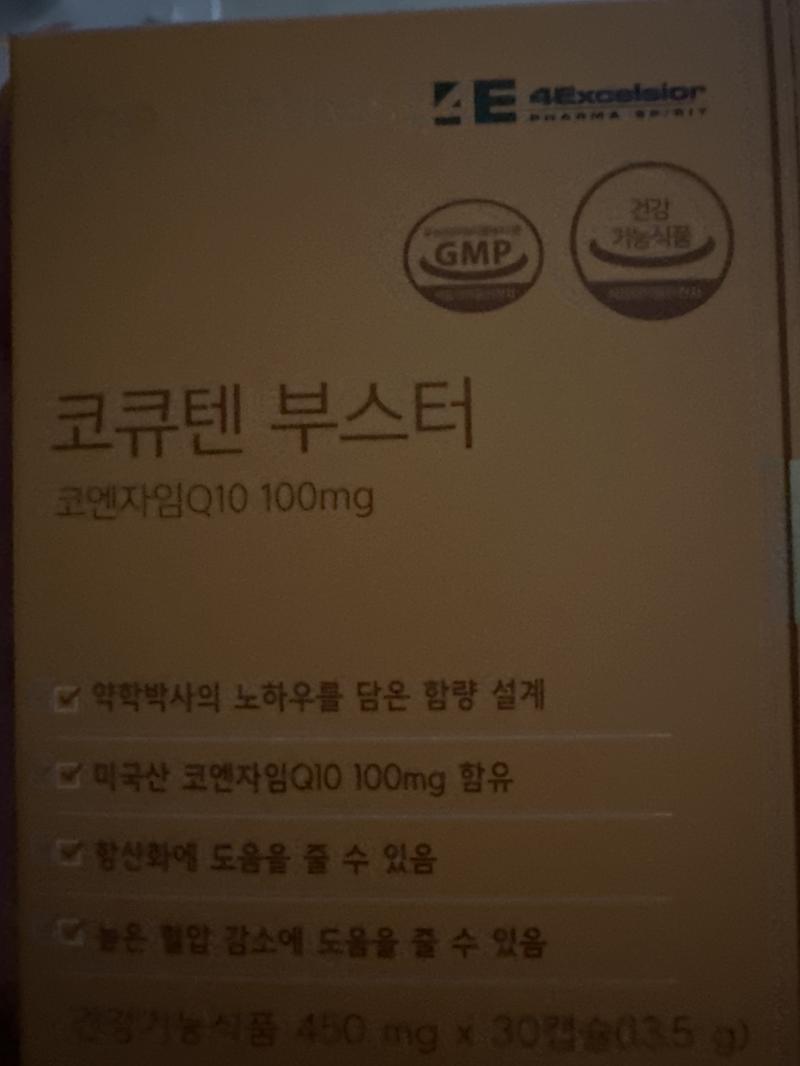 4E 4Excelsior
PHARMA SPIRIT
GMP
건강
기능식품
코큐텐 부스터
코엔자임Q10 100mg
약학박사의 노하우를 담은 함량 설계
미국산 코엔자임Q10 100mg 함유
항산화에 도움을 줄 수 있음
높은 혈압 감소에 도움을 줄 수 있음
건강기능식품 450 mg x 30캡슐(13.5 g)